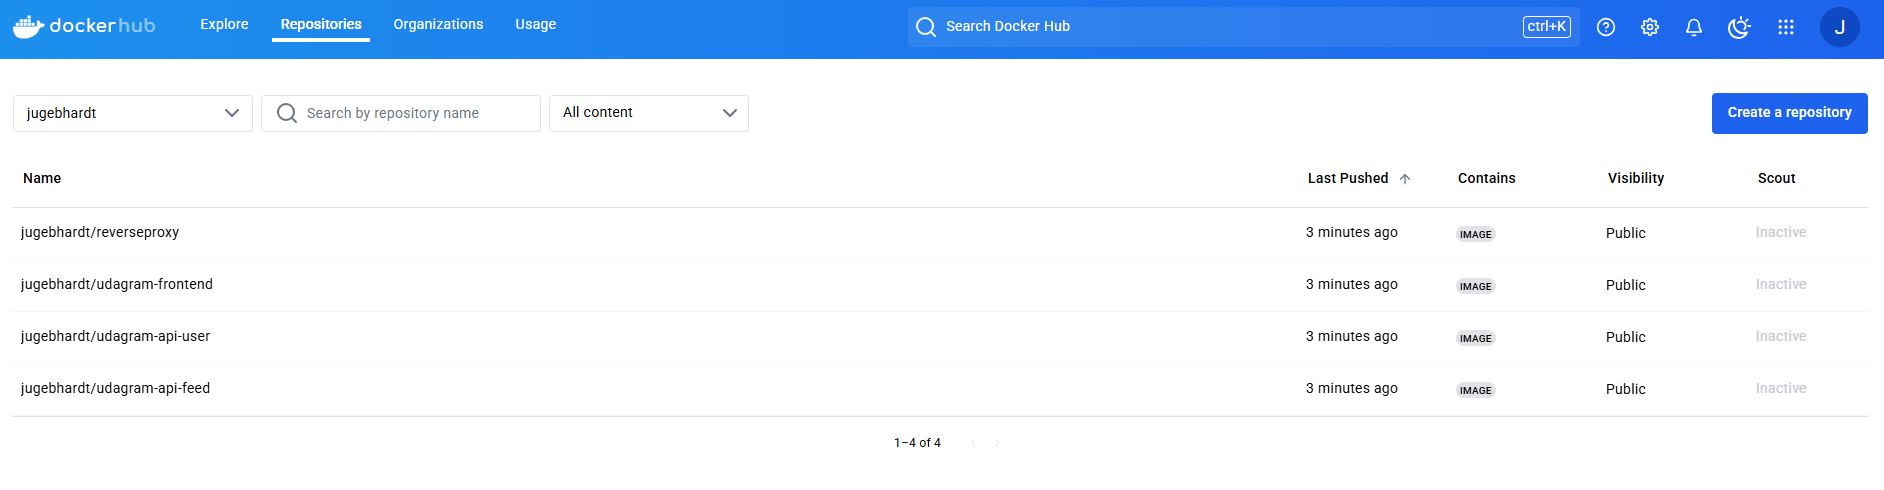 dockerhub Explore Repositories Organizations Usage Search Docker Hub ctrl+K J
jugebhardt Search by repository name All content Create a repository
Name Last Pushed Contains Visibility Scout
jugebhardt/reverseproxy 3 minutes ago IMAGE Public Inactive
jugebhardt/udagram-frontend 3 minutes ago IMAGE Public Inactive
jugebhardt/udagram-api-user 3 minutes ago IMAGE Public Inactive
jugebhardt/udagram-api-feed 3 minutes ago IMAGE Public Inactive
1–4 of 4